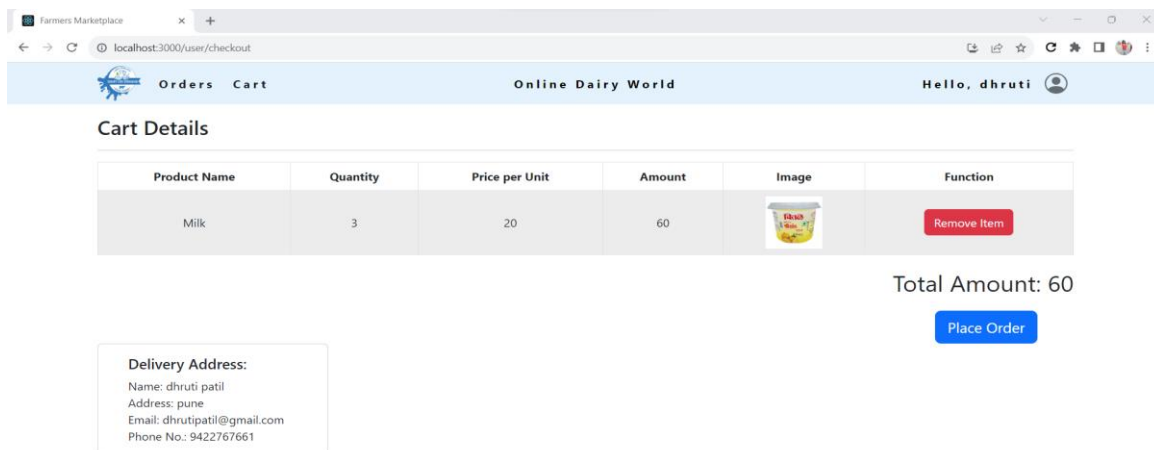 Farmers Marketplace
localhost:3000/user/checkout
Orders Cart Online Dairy World Hello, dhruti
Cart Details
Product Name Quantity Price per Unit Amount Image Function
Milk 3 20 60 Remove Item
Total Amount: 60
Place Order
Delivery Address:
Name: dhruti patil
Address: pune
Email: dhrutipatil@gmail.com
Phone No.: 9422767661